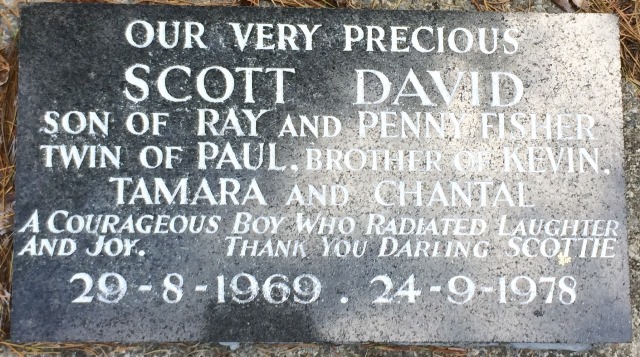 OUR VERY PRECIOUS
SCOTT DAVID
SON OF RAY AND PENNY FISHER
TWIN OF PAUL, BROTHER OF KEVIN,
TAMARA AND CHANTAL
A COURAGEOUS BOY WHO RADIATED LAUGHTER
AND JOY. THANK YOU DARLING SCOTTIE
29-8-1969 . 24-9-1978